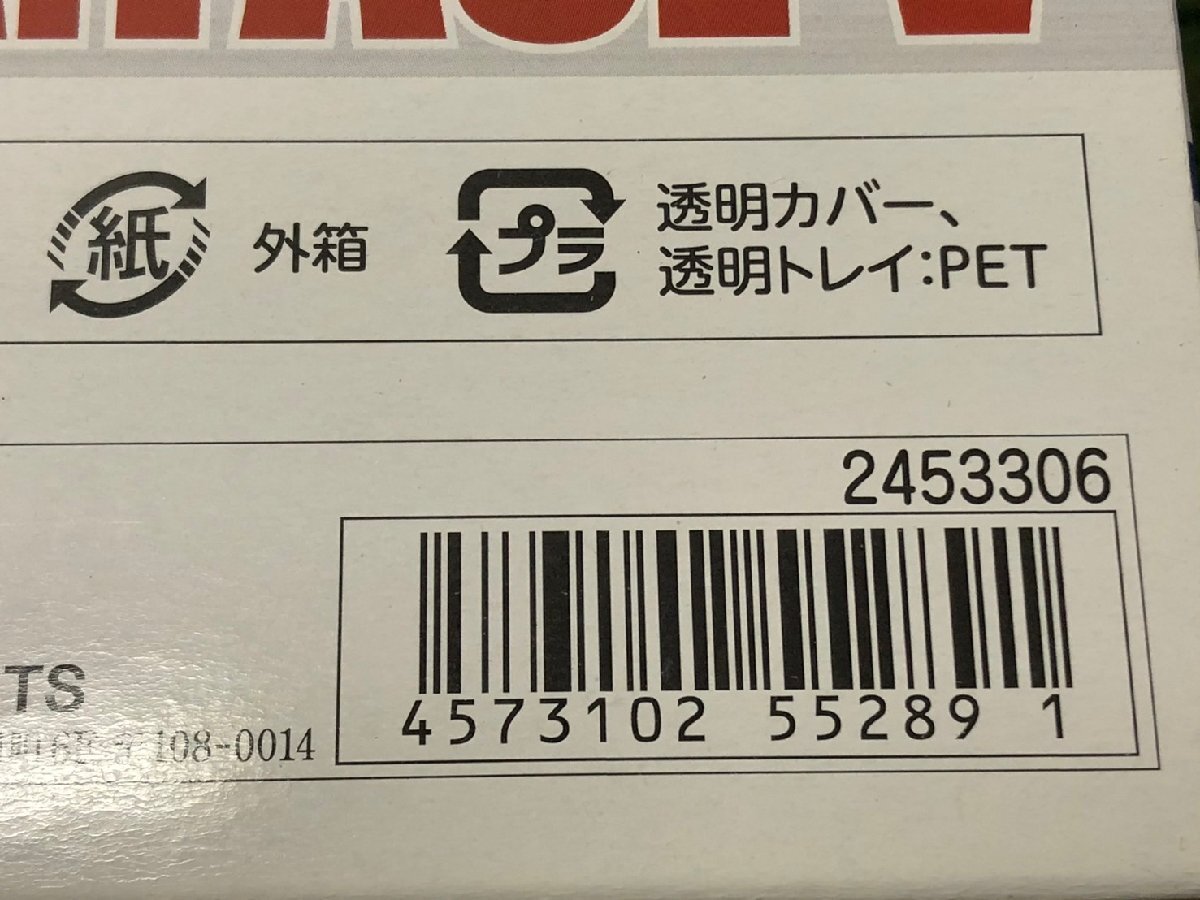 紙 外箱 プラ 透明カバー、
透明トレイ:PET
2453306
4573102 55289 1
TS
108-0014